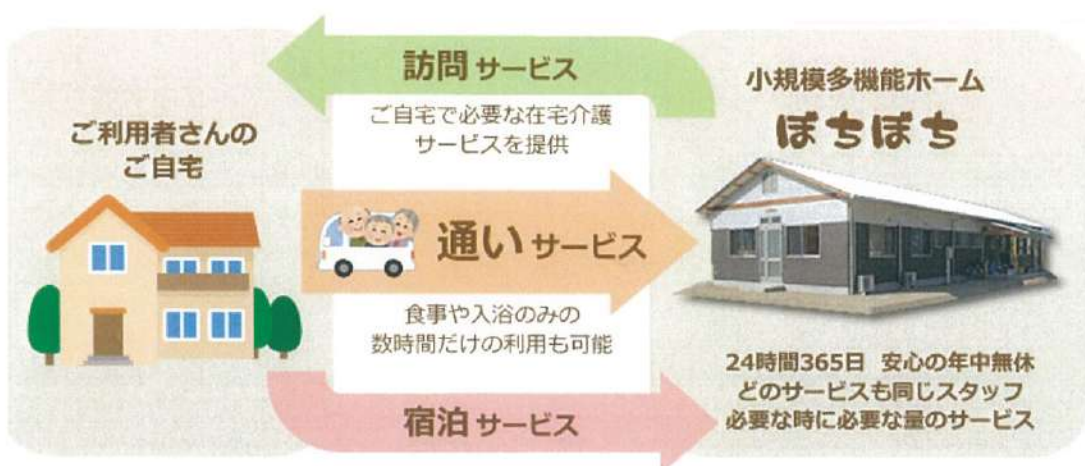 訪問サービス
ご自宅で必要な在宅介護
サービスを提供
小規模多機能ホーム
ぼちぼち
ご利用者さんの
ご自宅
通いサービス
食事や入浴のみの
数時間だけの利用も可能
24時間365日 安心の年中無休
どのサービスも同じスタッフ
必要な時に必要な量のサービス
宿泊サービス